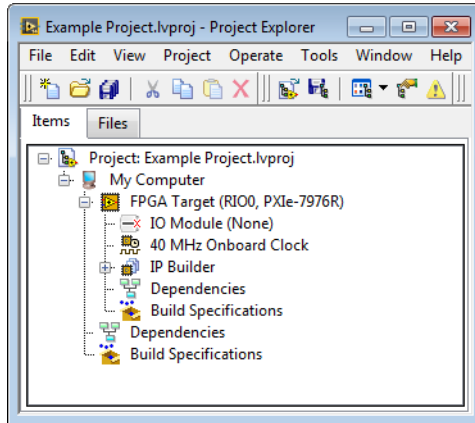 Example Project.lvproj - Project Explorer
File Edit View Project Operate Tools Window Help
Items Files
Project: Example Project.lvproj
My Computer
FPGA Target (RIO0, PXIe-7976R)
IO Module (None)
40 MHz Onboard Clock
IP Builder
Dependencies
Build Specifications
Dependencies
Build Specifications